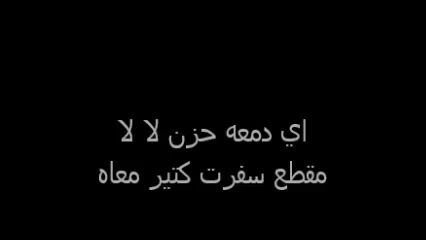 اي دمعه حزن لا لا
مقطع سفرت كتير معاه